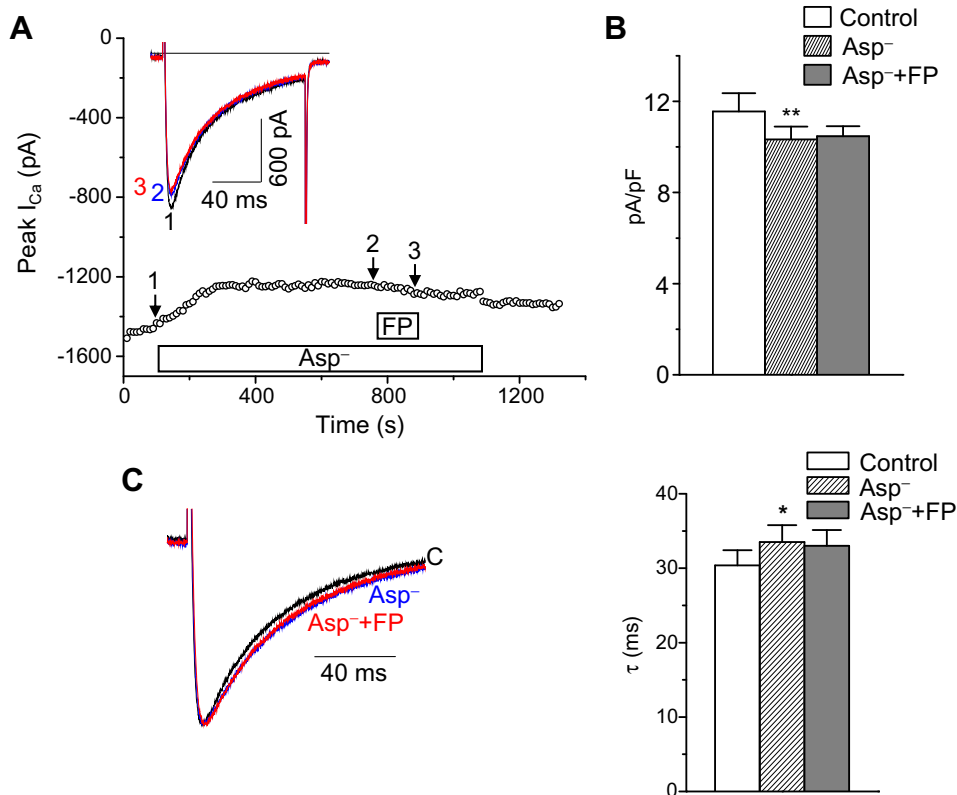 A
Peak I_Ca (pA)
0
-400
-800
-1200
-1600
3
2
1
40 ms
600 pA
1
2
3
FP
Asp⁻
0
400
800
1200
Time (s)
B
Control
Asp⁻
Asp⁻+FP
pA/pF
12
8
4
0
**
C
C
Asp⁻
Asp⁻+FP
40 ms
Control
Asp⁻
Asp⁻+FP
τ (ms)
40
30
20
10
0
*